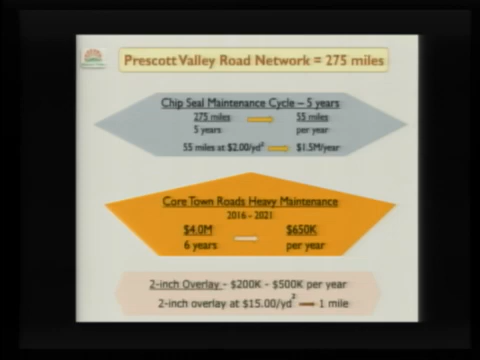 Prescott Valley Road Network = 275 miles
Chip Seal Maintenance Cycle – 5 years
275 miles 55 miles
5 years per year
55 miles at $2.00/yd² $1.5M/year
Core Town Roads Heavy Maintenance
2016 - 2021
$4.0M $650K
6 years per year
2-inch Overlay - $200K - $500K per year
2-inch overlay at $15.00/yd² 1 mile